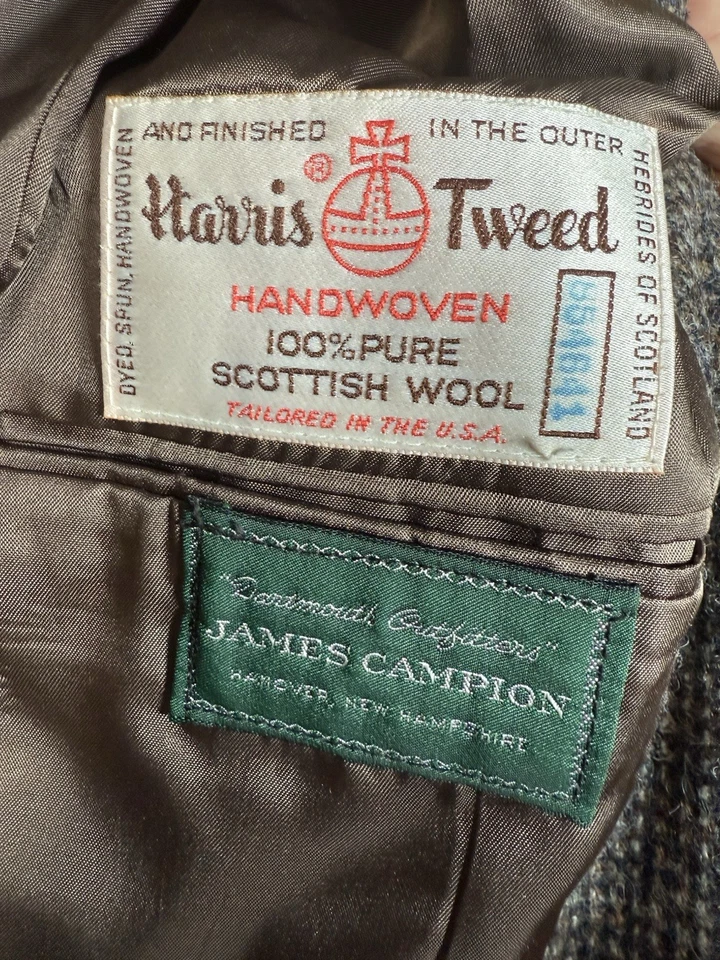 DYED, SPUN, HANDWOVEN
AND FINISHED
IN THE OUTER
HEBRIDES OF SCOTLAND
Harris ® Tweed
HANDWOVEN
100% PURE
SCOTTISH WOOL
TAILORED IN THE U.S.A.
"Dartmouth Outfitters"
JAMES CAMPION
HANOVER, NEW HAMPSHIRE